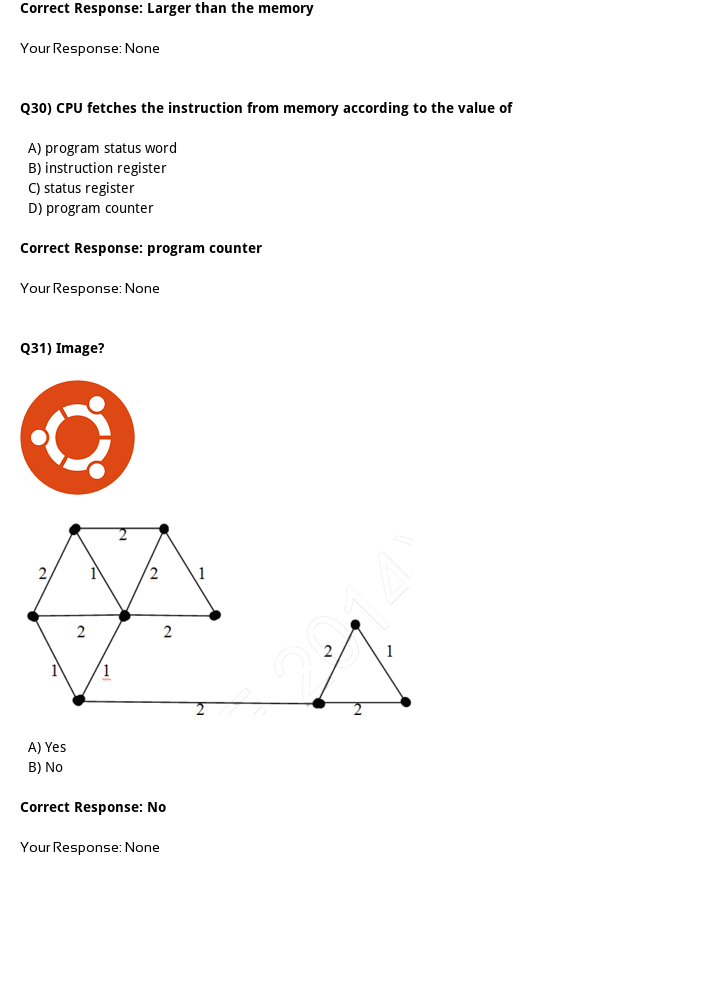 Correct Response: Larger than the memory
Your Response: None
Q30) CPU fetches the instruction from memory according to the value of
A) program status word
B) instruction register
C) status register
D) program counter
Correct Response: program counter
Your Response: None
Q31) Image?
2
2 1 2 1
2 2
2 1
1 1
2 2
2014
A) Yes
B) No
Correct Response: No
Your Response: None